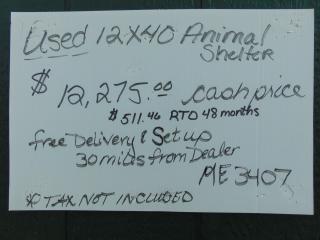 Used 12X40 Animal
Shelter
$ 12,275.00 cash price
$511.46 RTO 48 months
free Delivery & Set up
30 miles from Dealer
P/E 3407
* TAX NOT INCLUDED